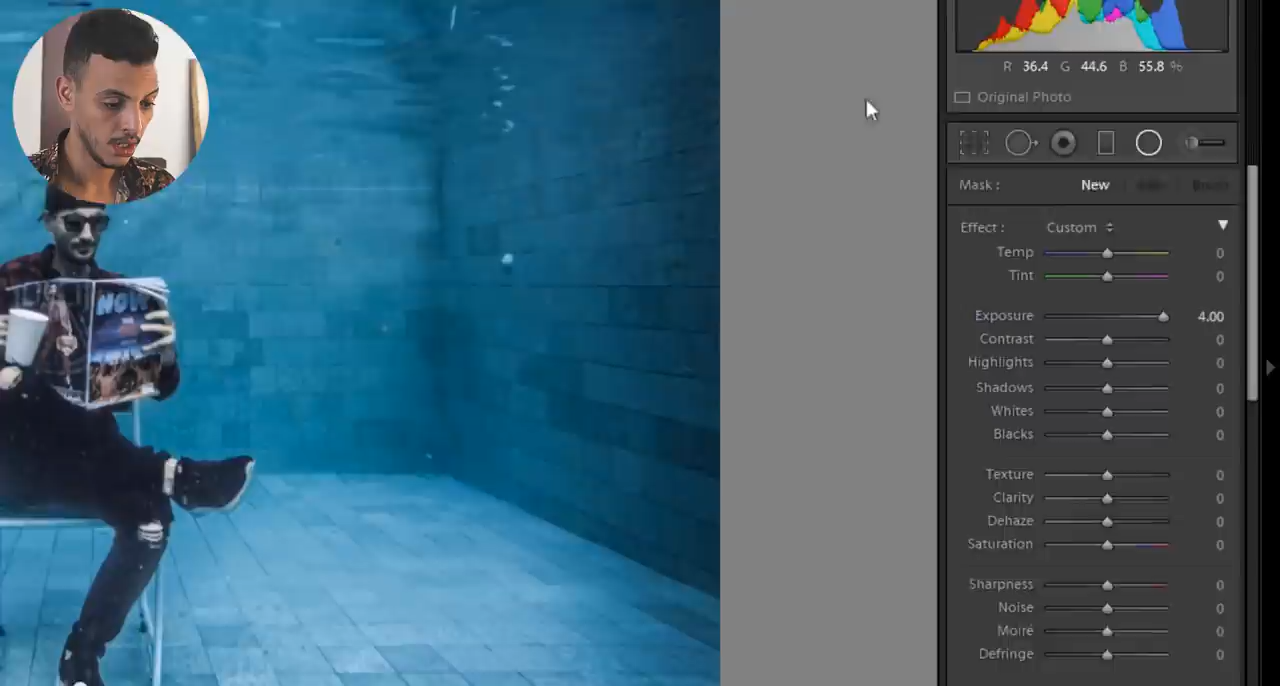 R 36.4 G 44.6 B 55.8 %
Original Photo
Mask : New Brush
Effect : Custom
Temp 0
Tint 0
Exposure 4.00
Contrast 0
Highlights 0
Shadows 0
Whites 0
Blacks 0
Texture 0
Clarity 0
Dehaze 0
Saturation 0
Sharpness 0
Noise 0
Moiré 0
Defringe 0
NOW